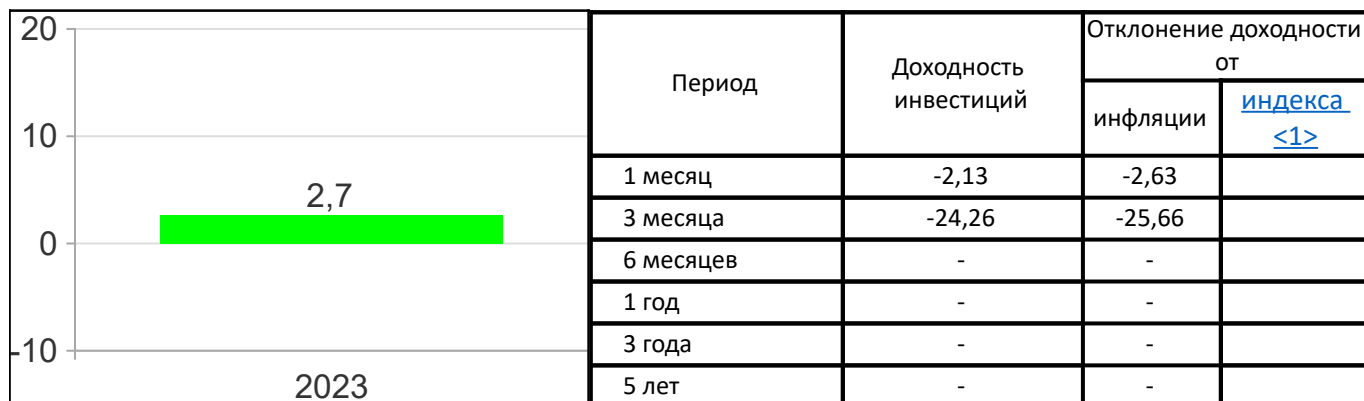 20
10
0
-10
2,7
2023
Период
Доходность
инвестиций
Отклонение доходности
от
инфляции
индекса
<1>
1 месяц -2,13 -2,63
3 месяца -24,26 -25,66
6 месяцев - -
1 год - -
3 года - -
5 лет - -